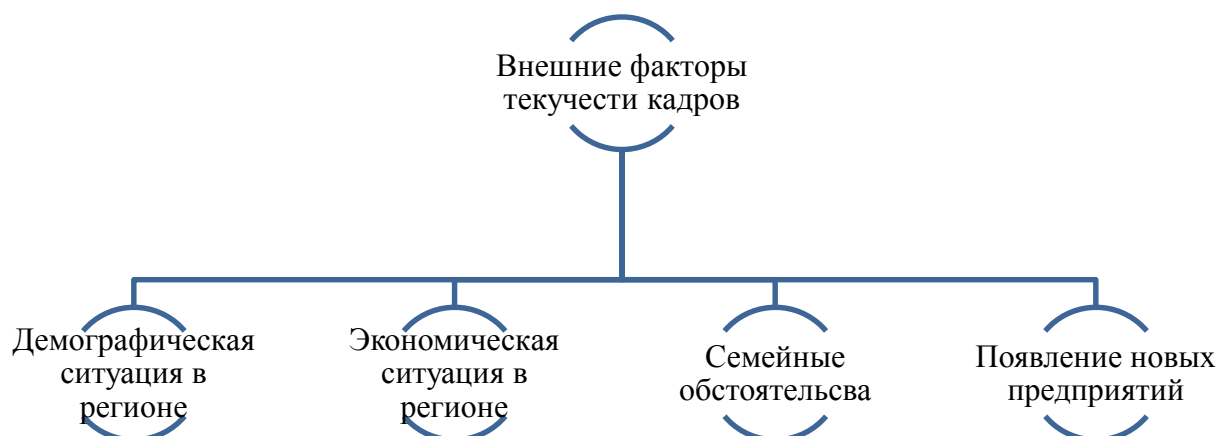 Внешние факторы
текучести кадров
Демографическая
ситуация в
регионе
Экономическая
ситуация в
регионе
Семейные
обстоятельсва
Появление новых
предприятий